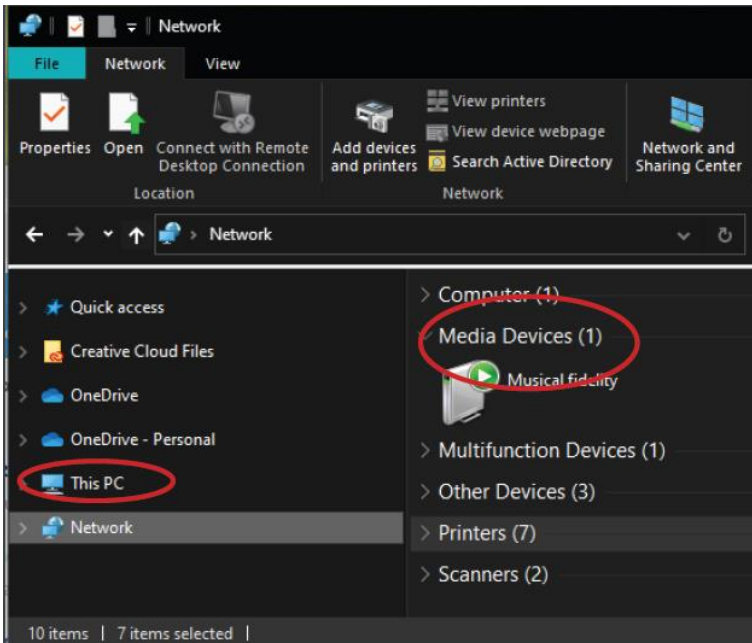 Network
File Network View
Properties Open Connect with Remote Desktop Connection
Add devices and printers
View printers
View device webpage
Search Active Directory
Network and Sharing Center
Location Network
Network
Quick access
Creative Cloud Files
OneDrive
OneDrive - Personal
This PC
Network
Computer (1)
Media Devices (1)
Musical fidelity
Multifunction Devices (1)
Other Devices (3)
Printers (7)
Scanners (2)
10 items | 7 items selected |